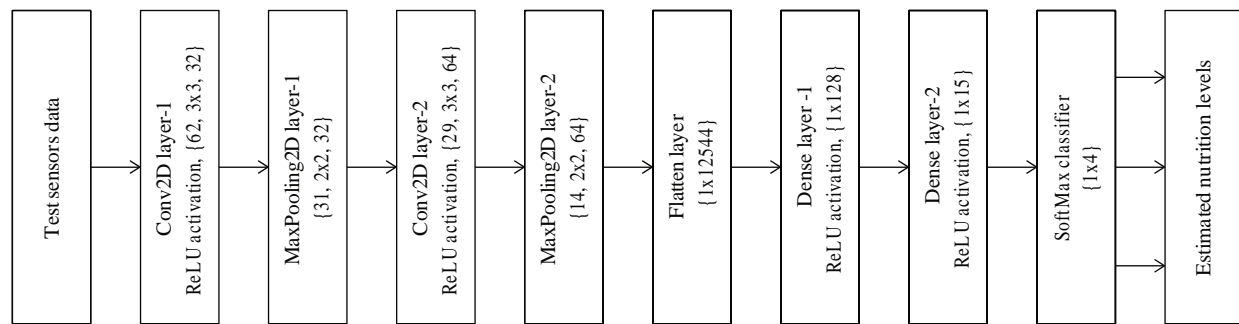 Test sensors data
Conv2D layer-1
ReLU activation, {62, 3x3, 32}
MaxPooling2D layer-1
{31, 2x2, 32}
Conv2D layer-2
ReLU activation, {29, 3x3, 64}
MaxPooling2D layer-2
{14, 2x2, 64}
Flatten layer
{1x12544}
Dense layer -1
ReLU activation, {1x128}
Dense layer-2
ReLU activation, {1x15}
SoftMax classifier
{1x4}
Estimated nutrition levels